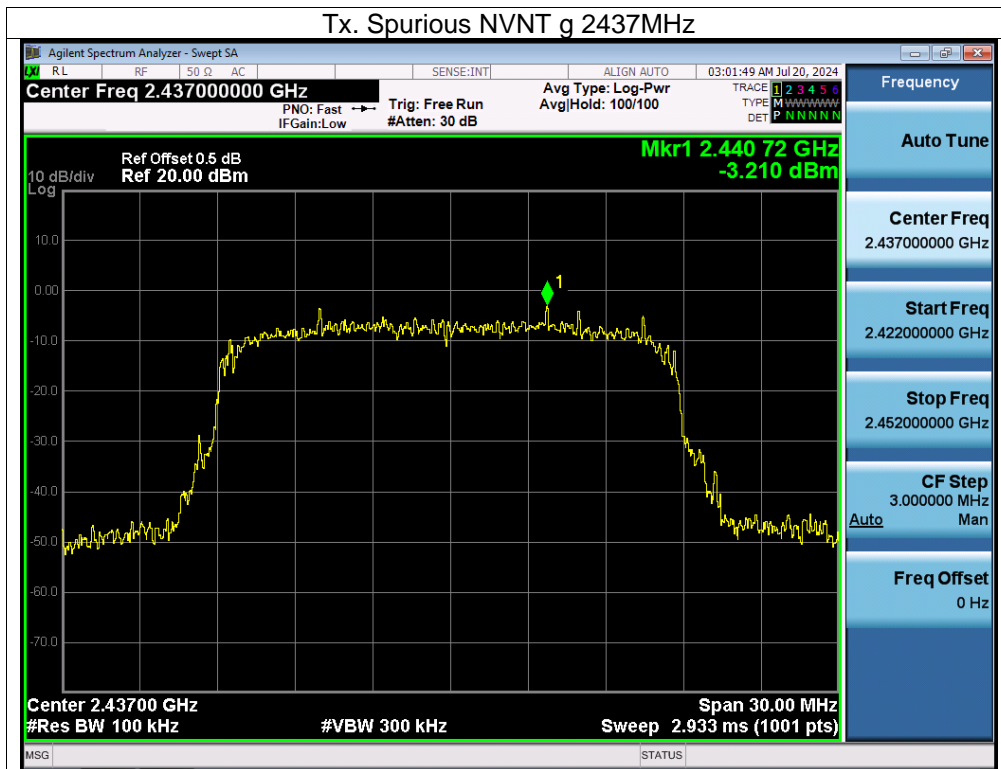 Tx. Spurious NVNT g 2437MHz
Agilent Spectrum Analyzer - Swept SA
LXI RL RF 50 Ω AC SENSE:INT ALIGN AUTO 03:01:49 AM Jul 20, 2024
Center Freq 2.437000000 GHz
PNO: Fast
IFGain:Low
Trig: Free Run
#Atten: 30 dB
Avg Type: Log-Pwr
Avg|Hold: 100/100
TRACE 1 2 3 4 5 6
TYPE M WWWWW
DET P N N N N N
Frequency
Auto Tune
Center Freq
2.437000000 GHz
Start Freq
2.422000000 GHz
Stop Freq
2.452000000 GHz
CF Step
3.000000 MHz
Auto Man
Freq Offset
0 Hz
Mkr1 2.440 72 GHz
-3.210 dBm
Ref Offset 0.5 dB
10 dB/div Ref 20.00 dBm
Log
10.0
0.00
-10.0
-20.0
-30.0
-40.0
-50.0
-60.0
-70.0
1
Center 2.43700 GHz Span 30.00 MHz
#Res BW 100 kHz #VBW 300 kHz Sweep 2.933 ms (1001 pts)
MSG STATUS